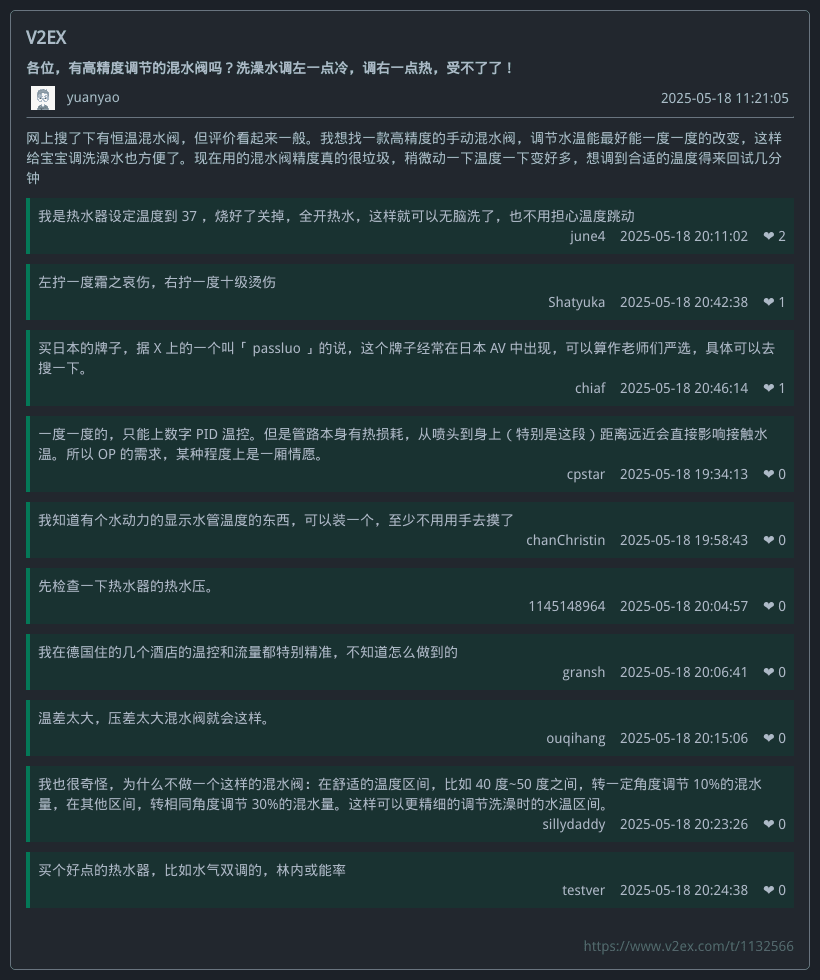 V2EX
各位，有高精度调节的混水阀吗？洗澡水调左一点冷，调右一点热，受不了了！
yuanyao 2025-05-18 11:21:05
网上搜了下有恒温混水阀，但评价看起来一般。我想找一款高精度的手动混水阀，调节水温能最好能一度一度的改变，这样
给宝宝调洗澡水也方便了。现在用的混水阀精度真的很垃圾，稍微动一下温度一下变好多，想调到合适的温度得来回试几分
钟
我是热水器设定温度到 37 ，烧好了关掉，全开热水，这样就可以无脑洗了，也不用担心温度跳动
june4 2025-05-18 20:11:02 ❤ 2
左拧一度霜之哀伤，右拧一度十级烫伤
Shatyuka 2025-05-18 20:42:38 ❤ 1
买日本的牌子，据 X 上的一个叫「 passluo 」的说，这个牌子经常在日本 AV 中出现，可以算作老师们严选，具体可以去
搜一下。
chiaf 2025-05-18 20:46:14 ❤ 1
一度一度的，只能上数字 PID 温控。但是管路本身有热损耗，从喷头到身上（特别是这段）距离远近会直接影响接触水
温。所以 OP 的需求，某种程度上是一厢情愿。
cpstar 2025-05-18 19:34:13 ❤ 0
我知道有个水动力的显示水管温度的东西，可以装一个，至少不用用手去摸了
chanChristin 2025-05-18 19:58:43 ❤ 0
先检查一下热水器的热水压。
1145148964 2025-05-18 20:04:57 ❤ 0
我在德国住的几个酒店的温控和流量都特别精准，不知道怎么做到的
gransh 2025-05-18 20:06:41 ❤ 0
温差太大，压差太大混水阀就会这样。
ouqihang 2025-05-18 20:15:06 ❤ 0
我也很奇怪，为什么不做一个这样的混水阀：在舒适的温度区间，比如 40 度~50 度之间，转一定角度调节 10%的混水
量，在其他区间，转相同角度调节 30%的混水量。这样可以更精细的调节洗澡时的水温区间。
sillydaddy 2025-05-18 20:23:26 ❤ 0
买个好点的热水器，比如水气双调的，林内或能率
testver 2025-05-18 20:24:38 ❤ 0
https://www.v2ex.com/t/1132566